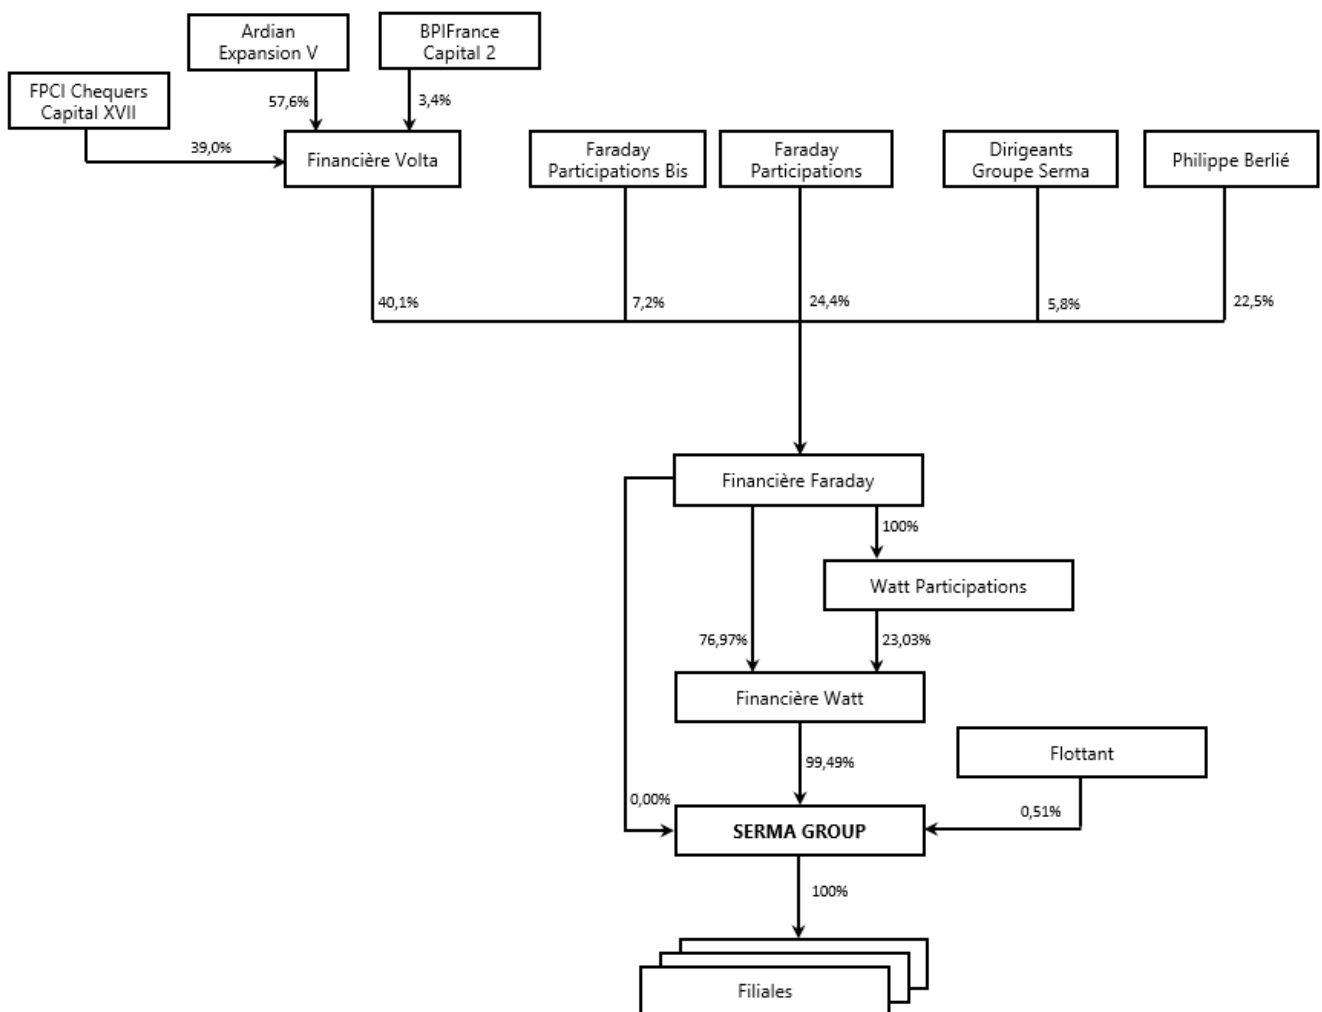 Ardian
Expansion V
BPIFrance
Capital 2
FPCI Chequers
Capital XVII
57,6%
3,4%
39,0%
Financière Volta
Faraday
Participations Bis
Faraday
Participations
Dirigeants
Groupe Serma
Philippe Berlié
40,1%
7,2%
24,4%
5,8%
22,5%
Financière Faraday
100%
Watt Participations
76,97%
23,03%
Financière Watt
Flottant
99,49%
0,00%
0,51%
SERMA GROUP
100%
Filiales